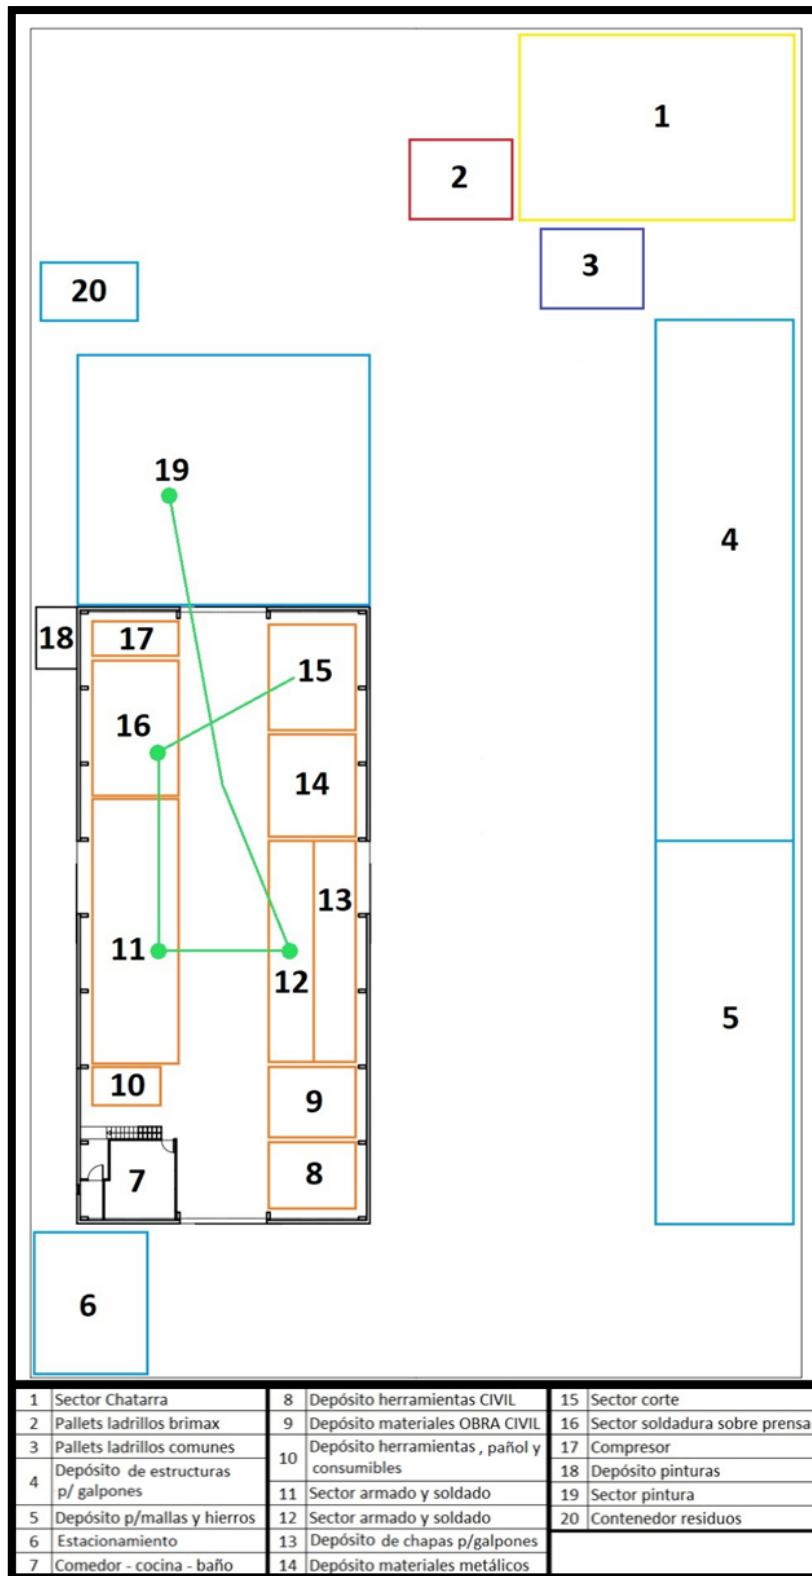 1
2
3
20
19
4
18
17
15
16
14
13
11
12
5
10
9
7
8
6
1 Sector Chatarra
2 Pallets ladrillos brimax
3 Pallets ladrillos comunes
4 Depósito de estructuras
p/ galpones
5 Depósito p/mallas y hierros
6 Estacionamiento
7 Comedor - cocina - baño
8 Depósito herramientas CIVIL
9 Depósito materiales OBRA CIVIL
10 Depósito herramientas , pañol y
consumibles
11 Sector armado y soldado
12 Sector armado y soldado
13 Depósito de chapas p/galpones
14 Depósito materiales metálicos
15 Sector corte
16 Sector soldadura sobre prensa
17 Compresor
18 Depósito pinturas
19 Sector pintura
20 Contenedor residuos